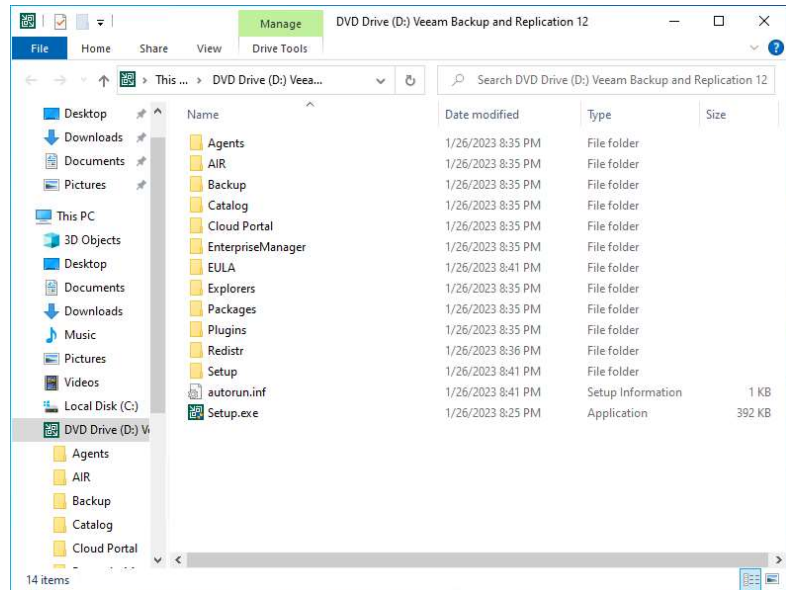 Manage
DVD Drive (D:) Veeam Backup and Replication 12
File
Home
Share
View
Drive Tools
This ...
DVD Drive (D:) Veea...
Search DVD Drive (D:) Veeam Backup and Replication 12
Desktop
Downloads
Documents
Pictures
This PC
3D Objects
Desktop
Documents
Downloads
Music
Pictures
Videos
Local Disk (C:)
DVD Drive (D:) Ve
Agents
AIR
Backup
Catalog
Cloud Portal
Name Date modified Type Size
Agents 1/26/2023 8:35 PM File folder
AIR 1/26/2023 8:35 PM File folder
Backup 1/26/2023 8:35 PM File folder
Catalog 1/26/2023 8:35 PM File folder
Cloud Portal 1/26/2023 8:35 PM File folder
EnterpriseManager 1/26/2023 8:35 PM File folder
EULA 1/26/2023 8:41 PM File folder
Explorers 1/26/2023 8:35 PM File folder
Packages 1/26/2023 8:35 PM File folder
Plugins 1/26/2023 8:35 PM File folder
Redistr 1/26/2023 8:36 PM File folder
Setup 1/26/2023 8:41 PM File folder
autorun.inf 1/26/2023 8:41 PM Setup Information 1 KB
Setup.exe 1/26/2023 8:25 PM Application 392 KB
14 items